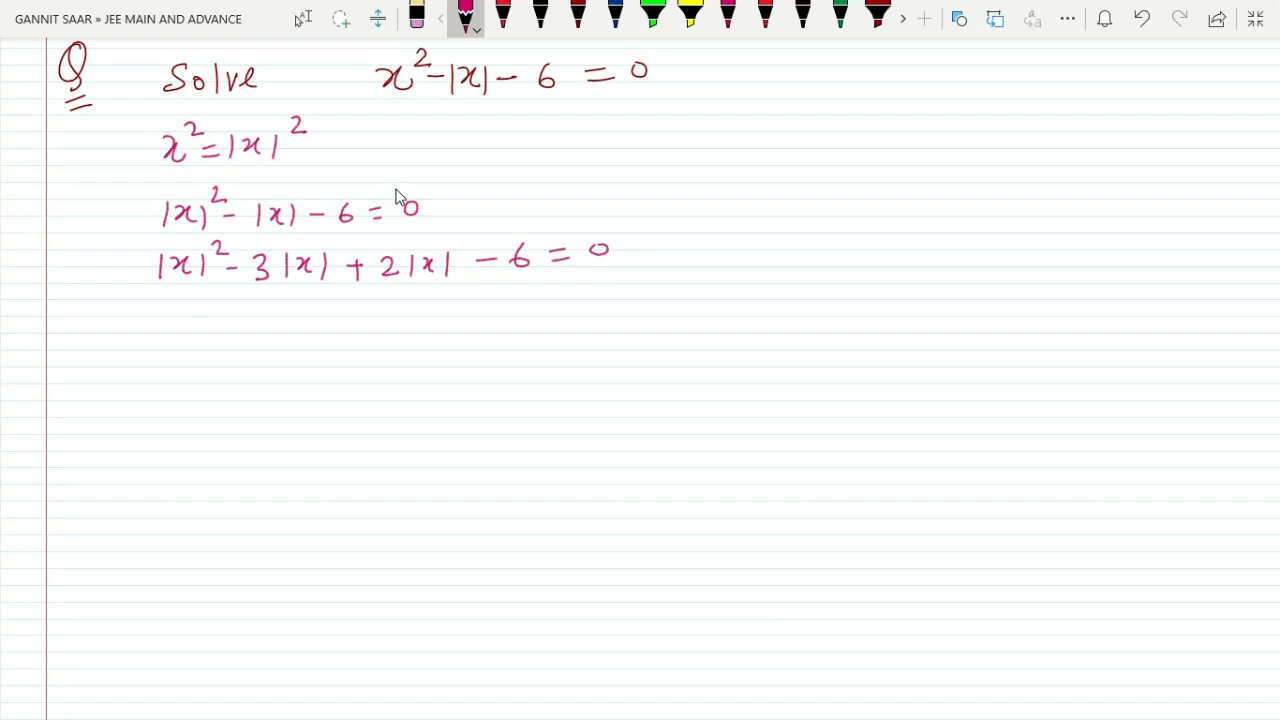 GANNIT SAAR » JEE MAIN AND ADVANCE
Q Solve x² - |x| - 6 = 0
x² = |x|²
|x|² - |x| - 6 = 0
|x|² - 3|x| + 2|x| - 6 = 0